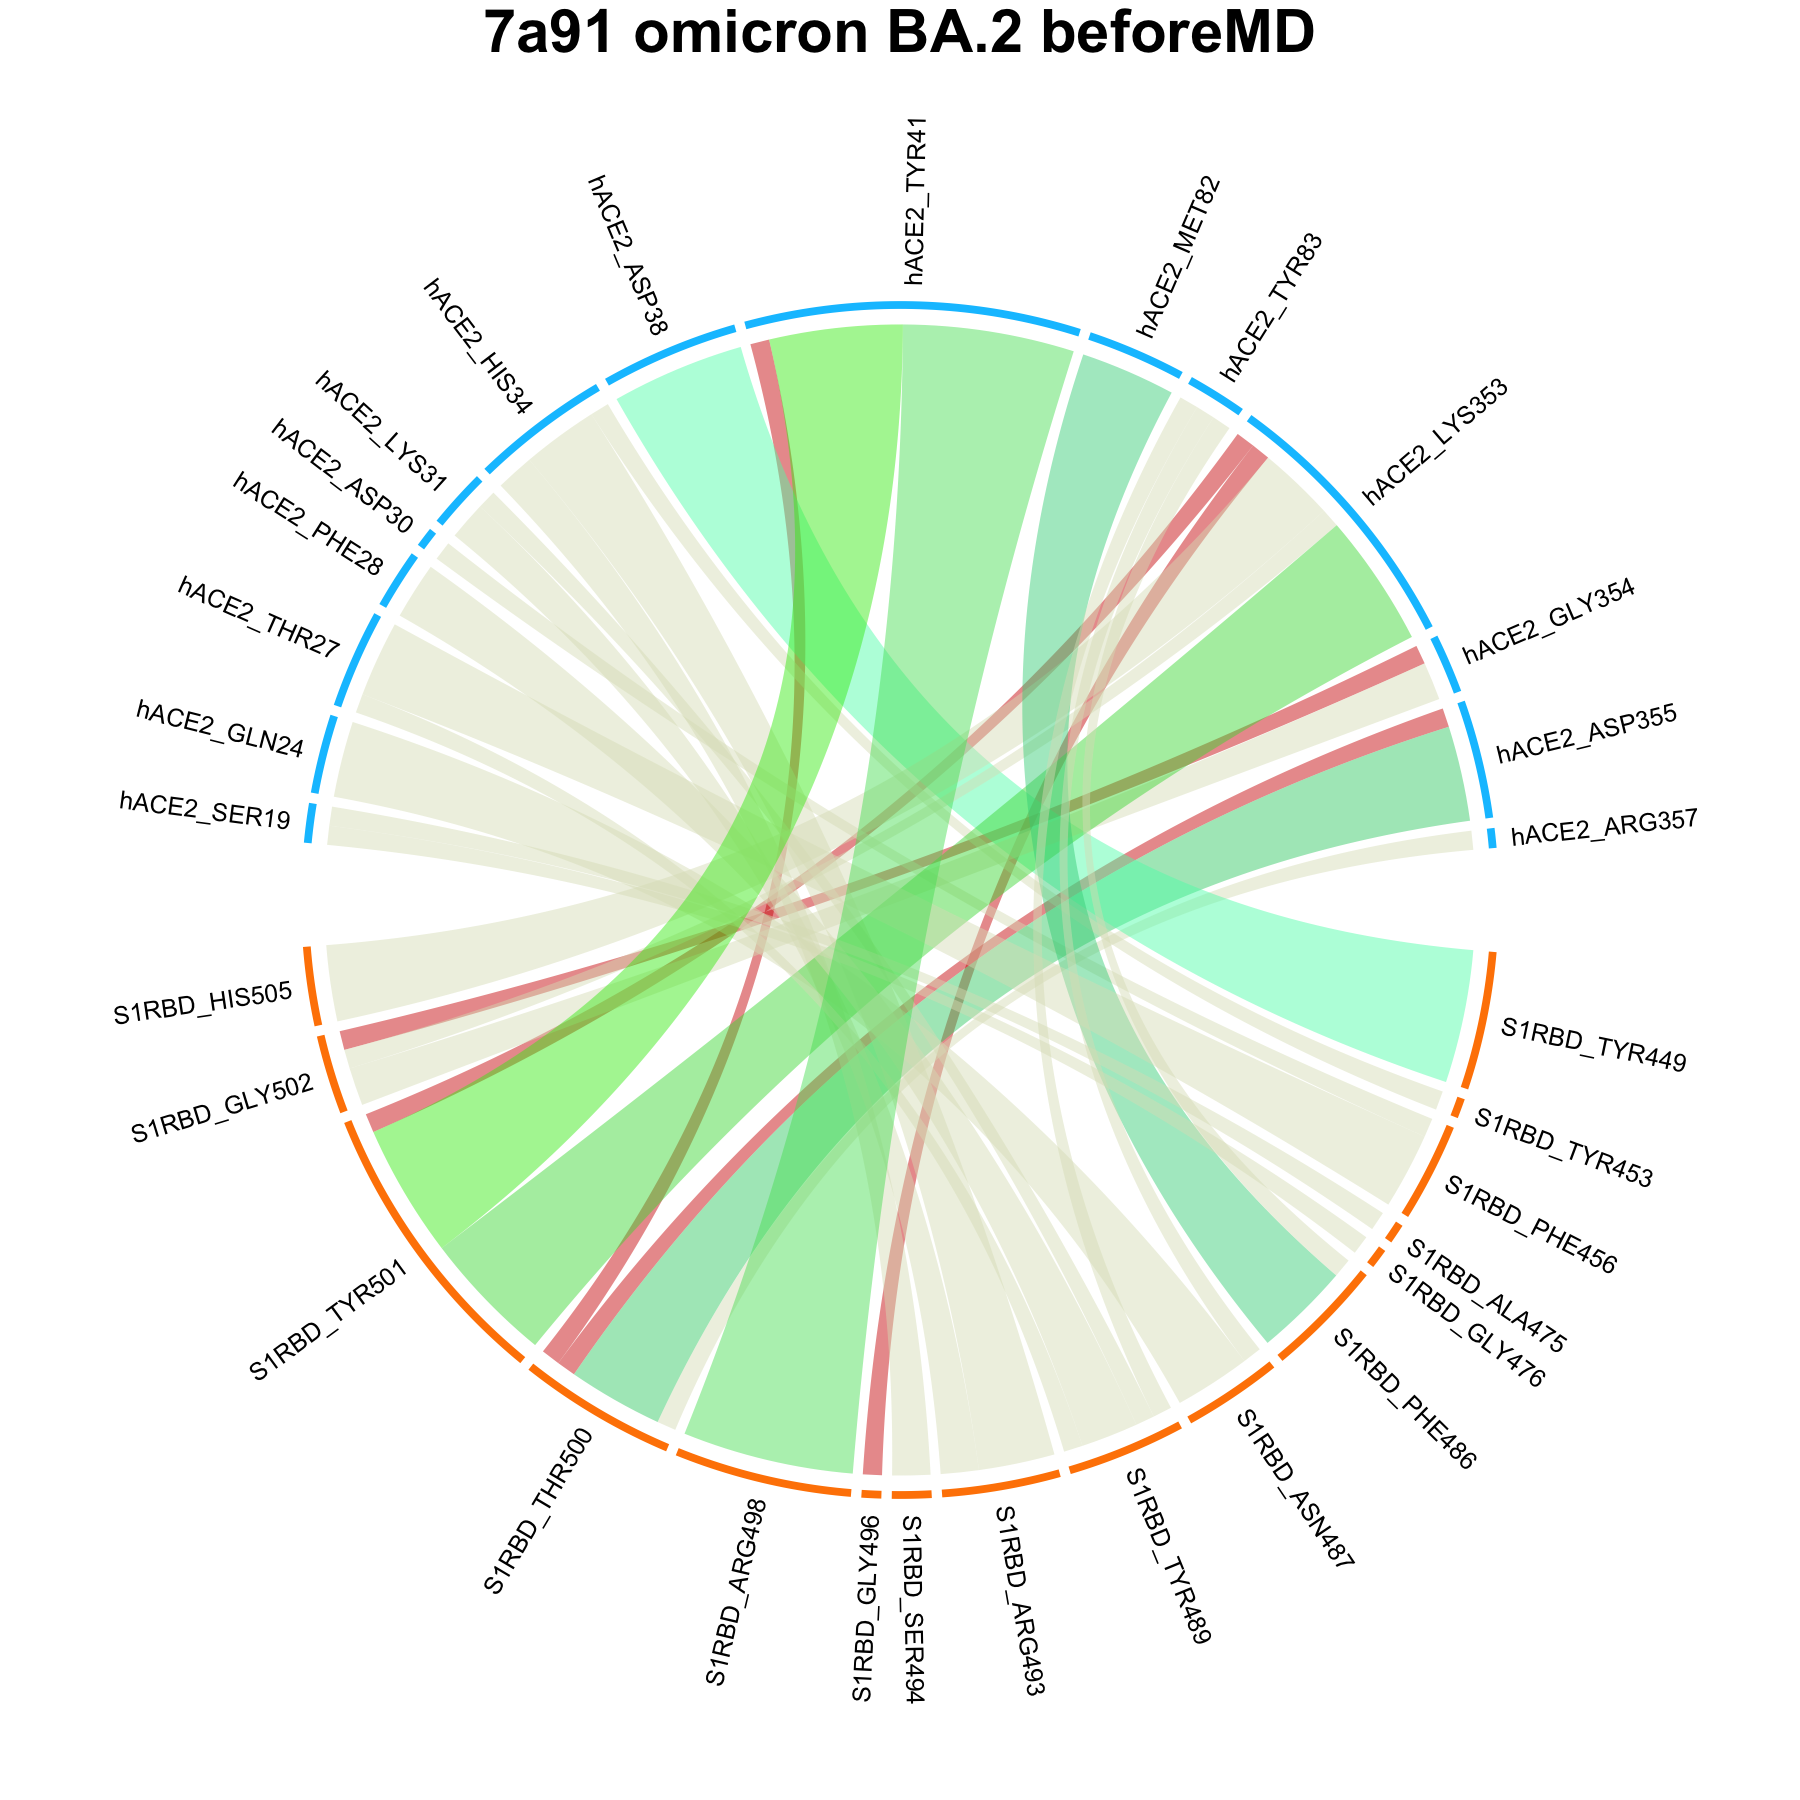 7a91 omicron BA.2 beforeMD
hACE2_SER19
hACE2_GLN24
hACE2_THR27
hACE2_PHE28
hACE2_ASP30
hACE2_LYS31
hACE2_HIS34
hACE2_ASP38
hACE2_TYR41
hACE2_MET82
hACE2_TYR83
hACE2_LYS353
hACE2_GLY354
hACE2_ASP355
hACE2_ARG357
S1RBD_TYR449
S1RBD_TYR453
S1RBD_PHE456
S1RBD_ALA475
S1RBD_GLY476
S1RBD_PHE486
S1RBD_ASN487
S1RBD_TYR489
S1RBD_ARG493
S1RBD_SER494
S1RBD_GLY496
S1RBD_ARG498
S1RBD_THR500
S1RBD_TYR501
S1RBD_GLY502
S1RBD_HIS505